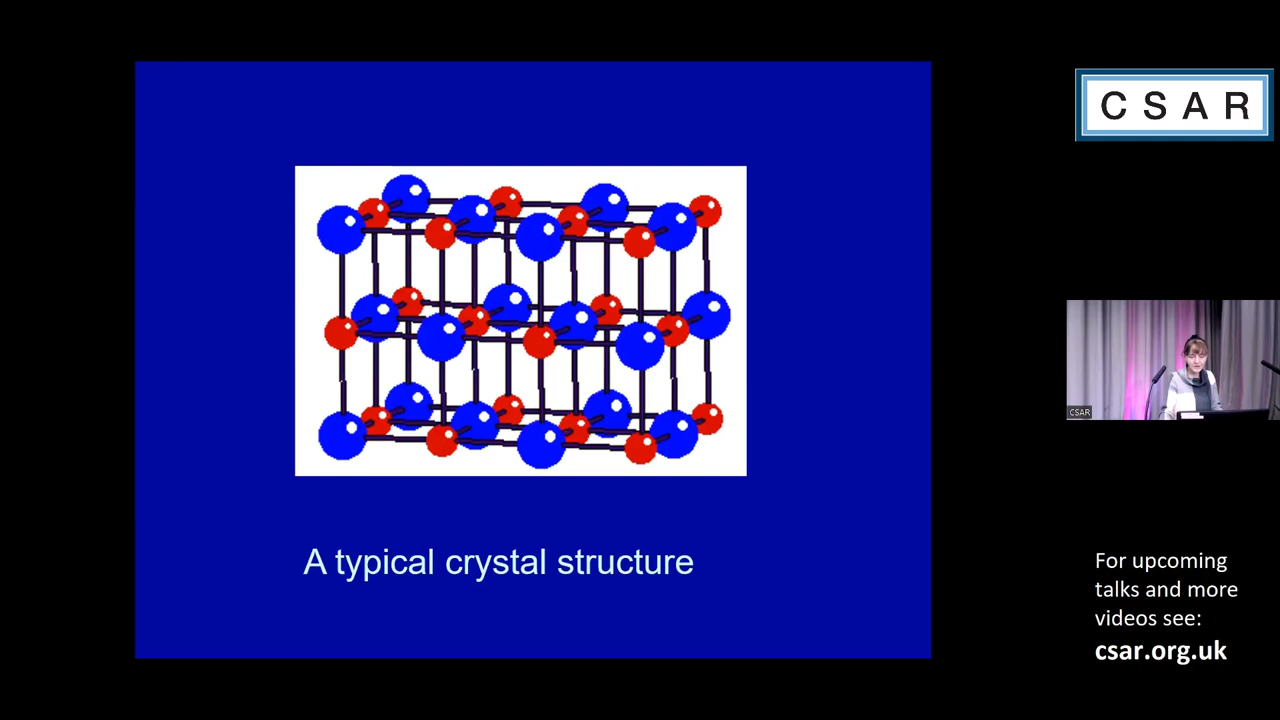 A typical crystal structure
C S A R
CSAR
For upcoming
talks and more
videos see:
csar.org.uk